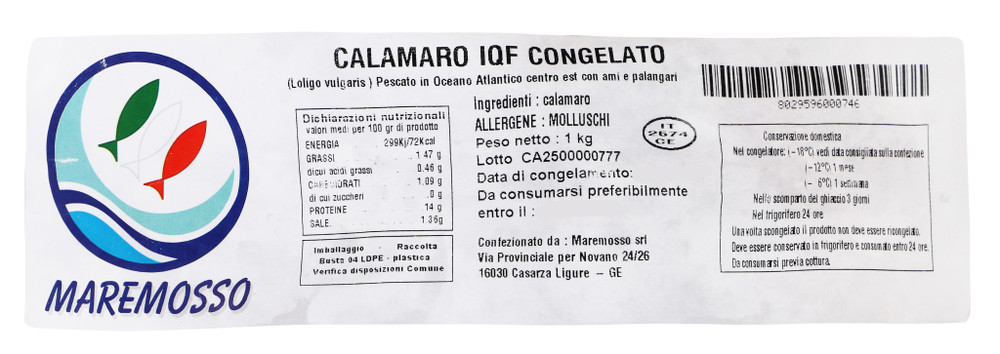 CALAMARO IQF CONGELATO
(Loligo vulgaris ) Pescato in Oceano Atlantico centro est con ami e palangari
MAREMOSSO
Dichiarazioni nutrizionali
valori medi per 100 gr di prodotto
ENERGIA 299Kj/72Kcal
GRASSI 1.47 g
di cui acidi grassi 0.46 g
CARBOIDRATI 1.09 g
di cui zuccheri .0 g
PROTEINE 14 g
SALE. 1.36g
Imballaggio - Raccolta
Busta 04 LDPE - plastica
Verifica disposizioni Comune
Ingredienti : calamaro
ALLERGENE : MOLLUSCHI
Peso netto : 1 kg
Lotto CA2500000777
Data di congelamento:
Da consumarsi preferibilmente
entro il :
Confezionato da : Maremosso srl
Via Provinciale per Novano 24/26
16030 Casarza Ligure – GE
IT
2674
CE
8029596000746
Conservazione domestica
Nel congelatore: (-18°C) vedi data consigliata sulla confezione
(-12°C) 1 mese
(- 6°C) 1 settimana
Nello scomparto del ghiaccio 3 giorni
Nel frigorifero 24 ore
Una volta scongelato il prodotto non deve essere ricongelato.
Deve essere conservato in frigorifero e consumato entro 24 ore.
Da consumarsi previa cottura.